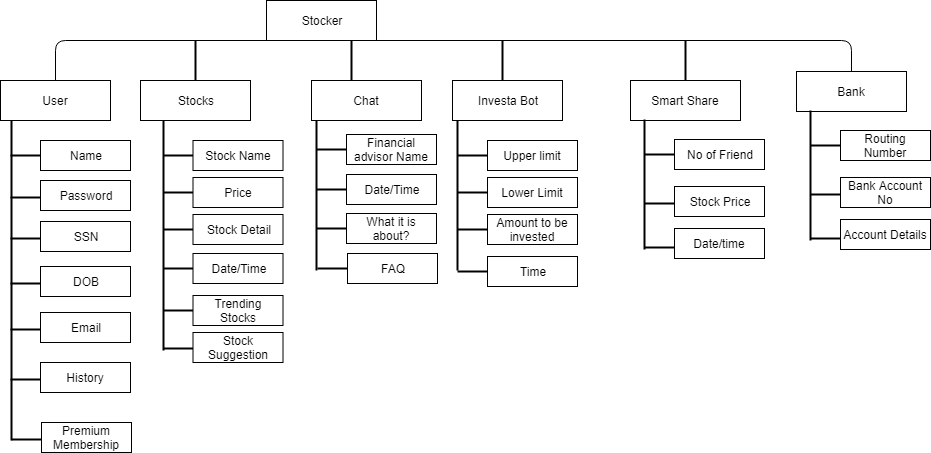 Stocker
User
Stocks
Chat
Investa Bot
Smart Share
Bank
Name
Password
SSN
DOB
Email
History
Premium
Membership
Stock Name
Price
Stock Detail
Date/Time
Trending
Stocks
Stock
Suggestion
Financial
advisor Name
Date/Time
What it is
about?
FAQ
Upper limit
Lower Limit
Amount to be
invested
Time
No of Friend
Stock Price
Date/time
Routing
Number
Bank Account
No
Account Details